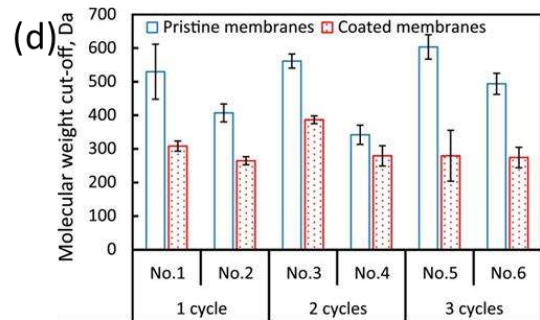 (d)
Molecular weight cut-off, Da
700
600
500
400
300
200
100
0
Pristine membranes Coated membranes
No.1 No.2 No.3 No.4 No.5 No.6
1 cycle 2 cycles 3 cycles